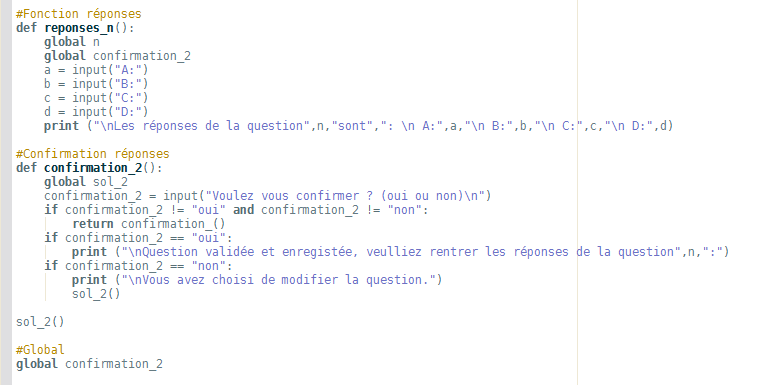 #Fonction réponses
def reponses_n():
    global n
    global confirmation_2
    a = input("A:")
    b = input("B:")
    c = input("C:")
    d = input("D:")
    print ("\nLes réponses de la question",n,"sont",": \n A:",a,"\n B:",b,"\n C:",c,"\n D:",d)

#Confirmation réponses
def confirmation_2():
    global sol_2
    confirmation_2 = input("Voulez vous confirmer ? (oui ou non)\n")
    if confirmation_2 != "oui" and confirmation_2 != "non":
        return confirmation_()
    if confirmation_2 == "oui":
        print ("\nQuestion validée et enregistée, veulliez rentrer les réponses de la question",n,":")
    if confirmation_2 == "non":
        print ("\nVous avez choisi de modifier la question.")
        sol_2()

sol_2()

#Global
global confirmation_2